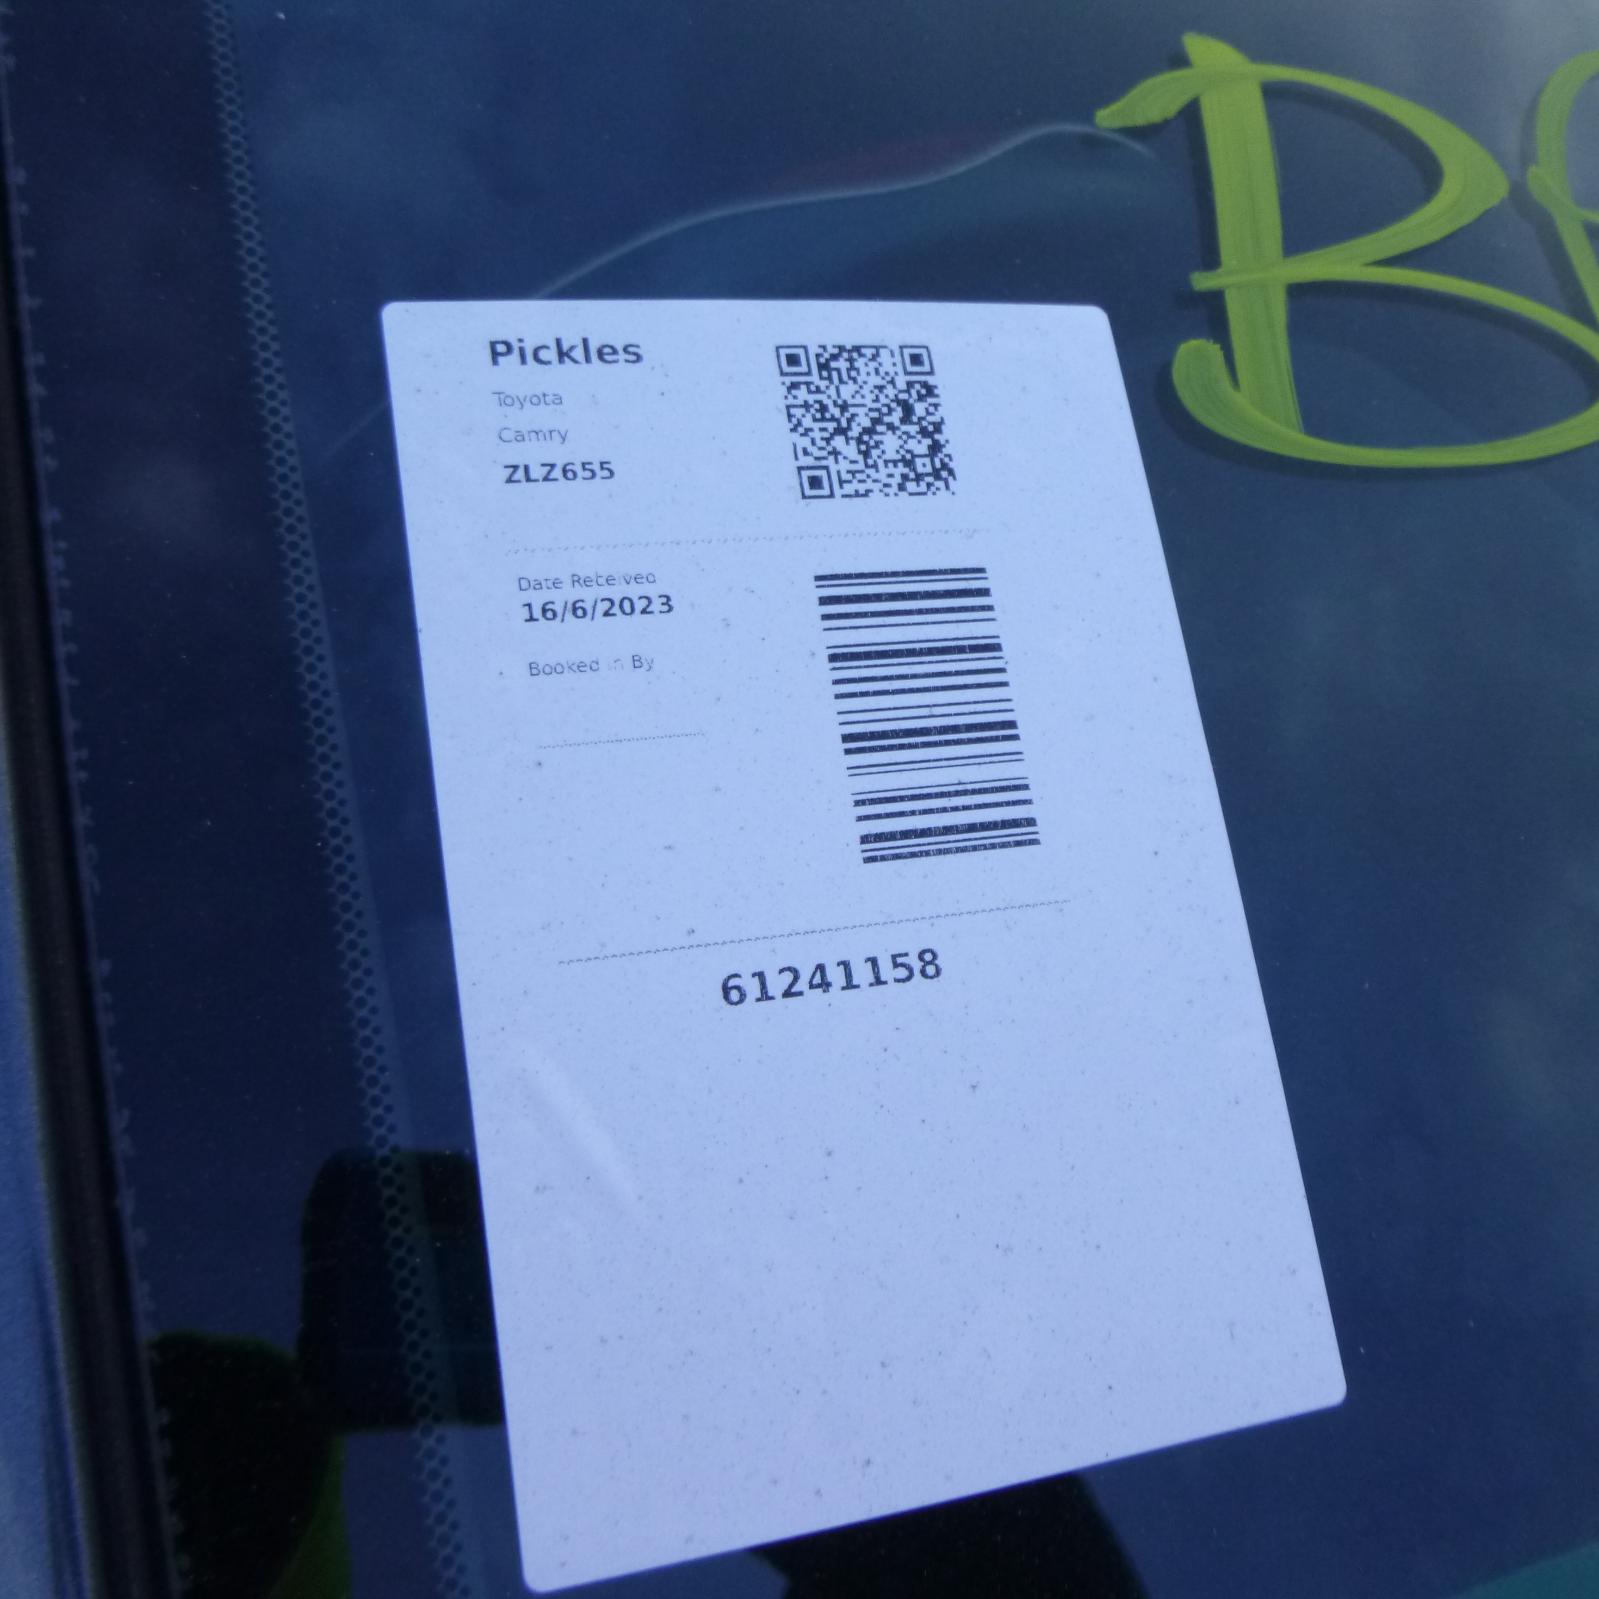 Pickles
Toyota
Camry
ZLZ655
Date Received
16/6/2023
Booked in By
61241158
B